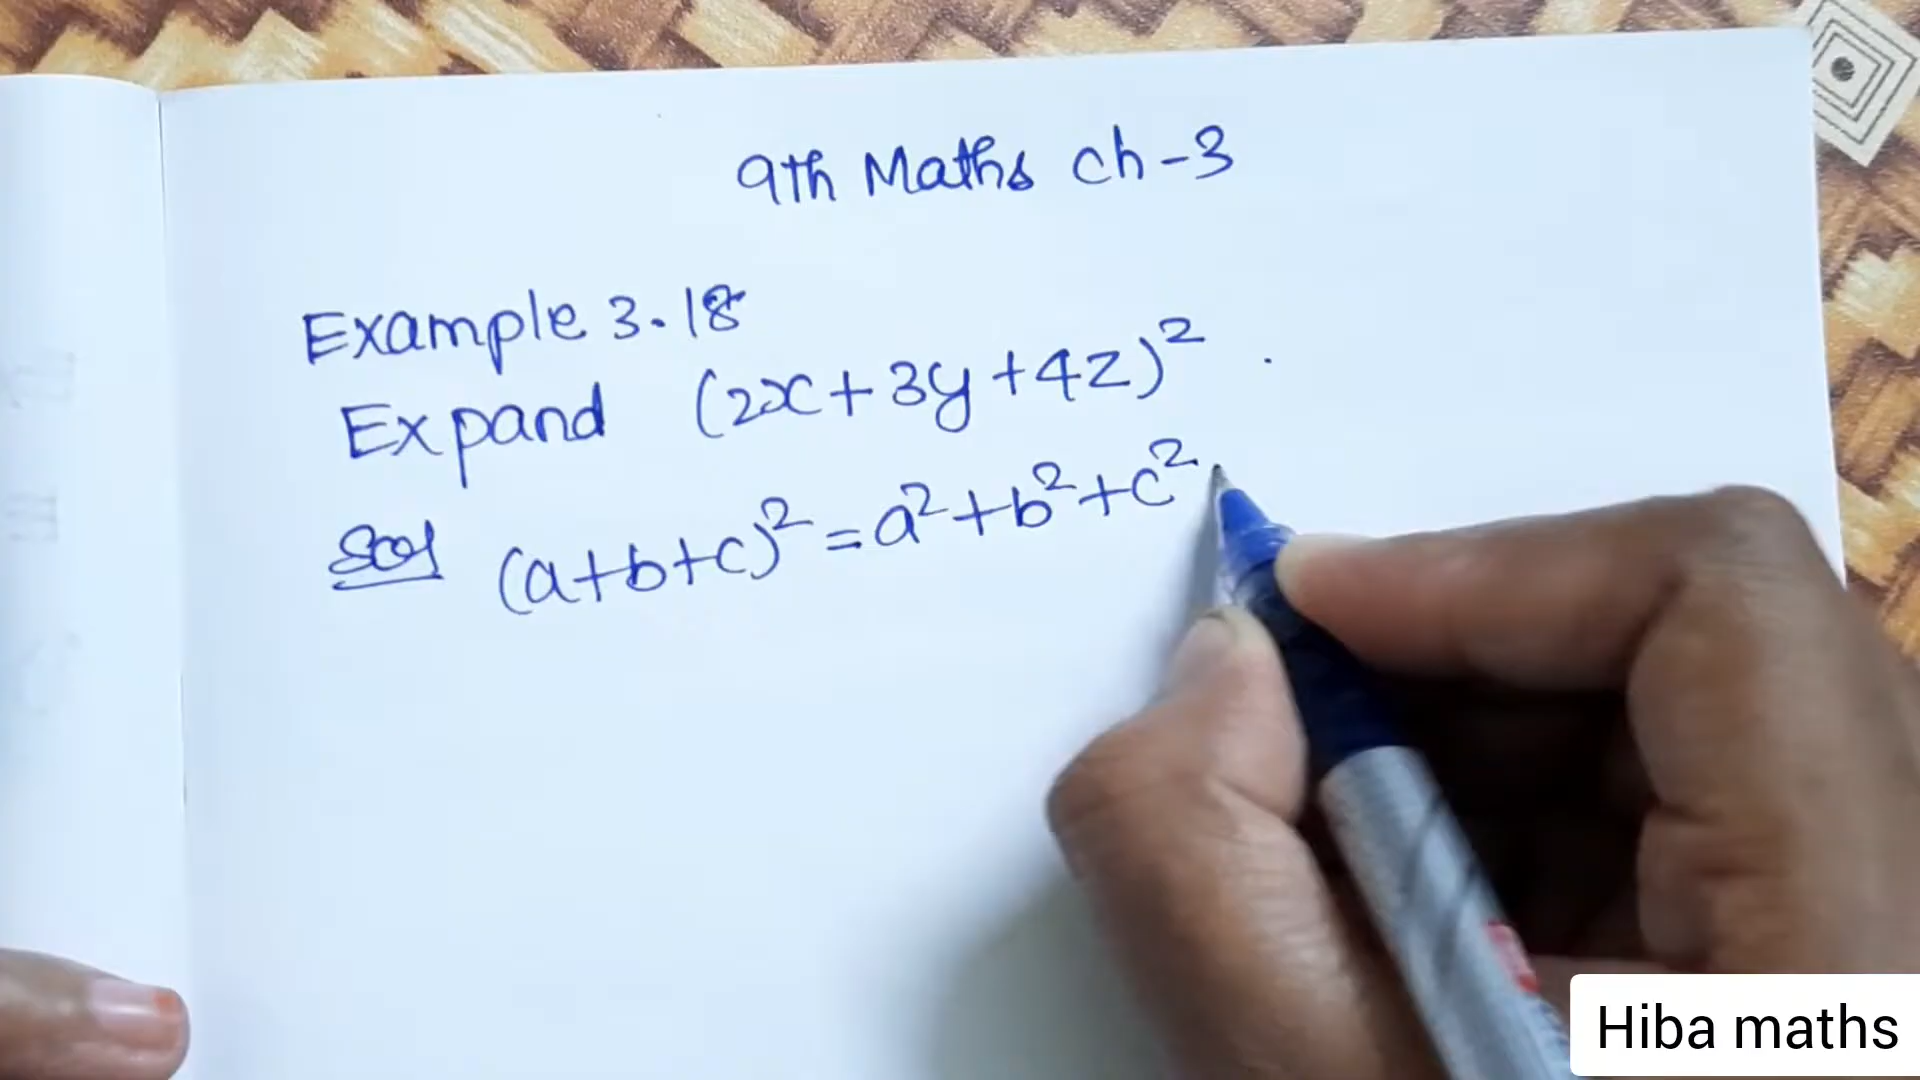 9th Maths ch-3
Example 3.18
Expand (2x+3y+4z)²
Sol (a+b+c)² = a²+b²+c²
Hiba maths